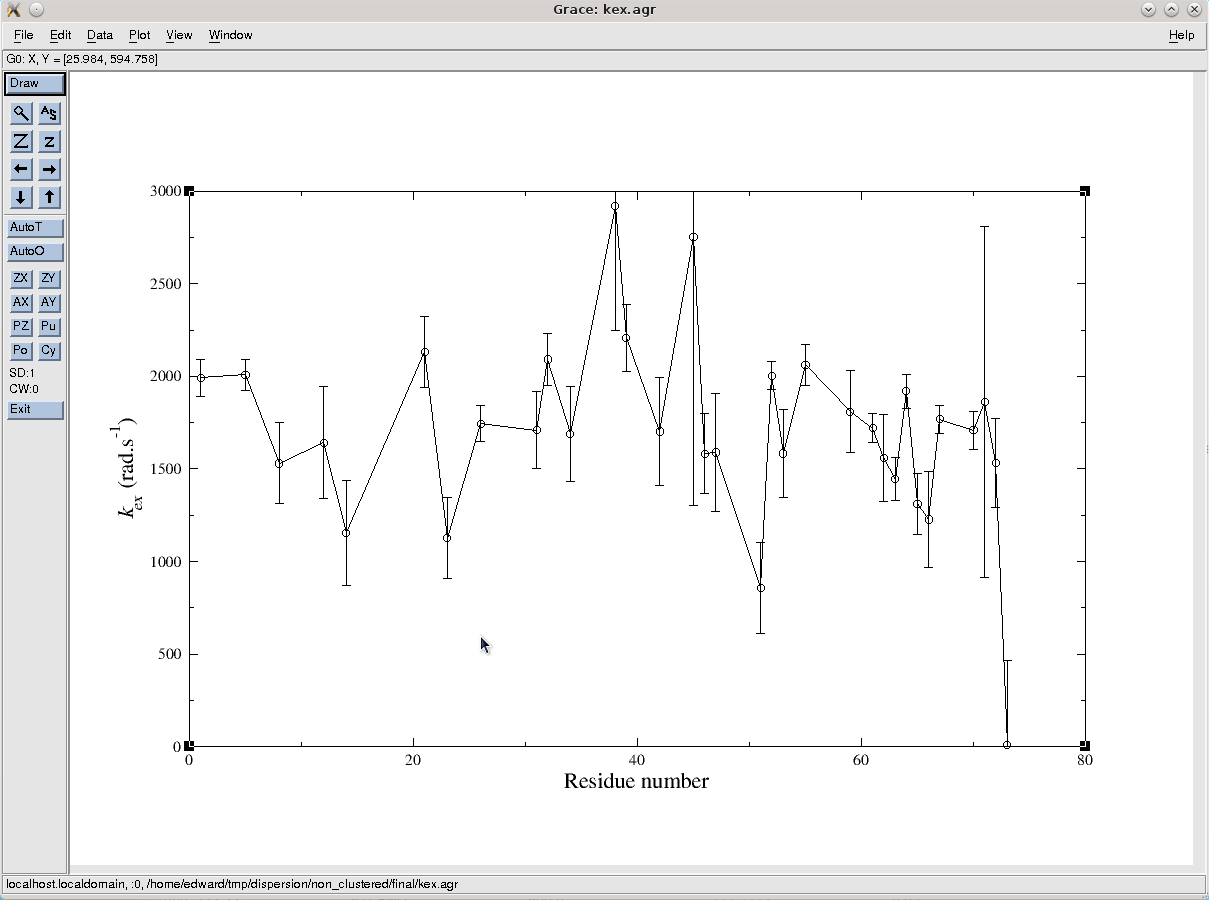 Grace: kex.agr
File Edit Data Plot View Window Help
G0: X, Y = [25.984, 594.758]
Draw
A S
Z z
AutoT
AutoO
ZX ZY
AX AY
PZ Pu
Po Cy
SD:1
CW:0
Exit
3000
2500
2000
1500
1000
500
0
kex (rad.s-1)
0 20 40 60 80
Residue number
localhost.localdomain, :0, /home/edward/tmp/dispersion/non_clustered/final/kex.agr